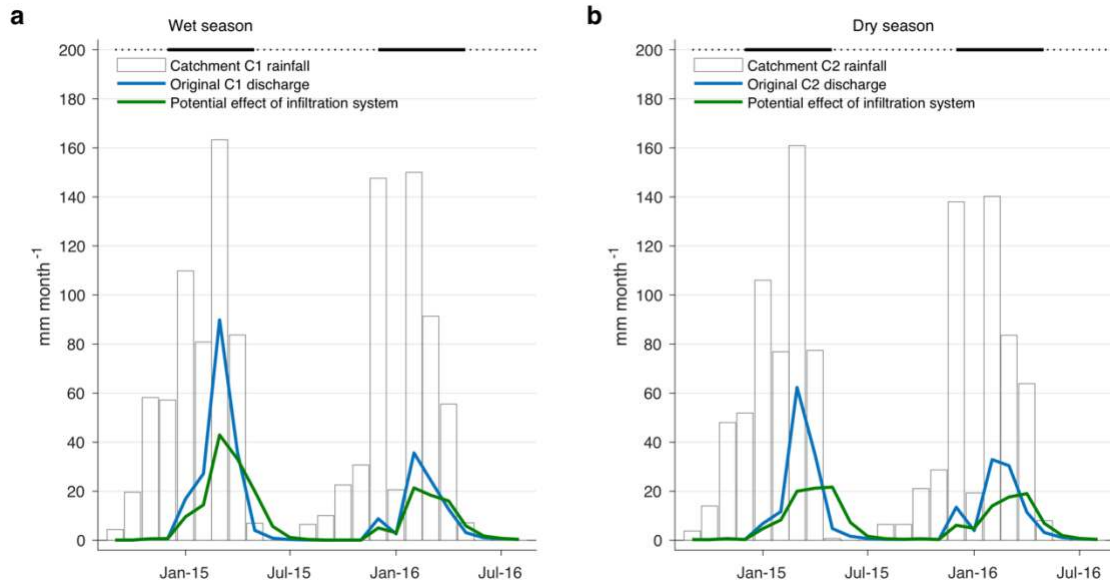 a
Wet season
200
180
160
140
120
100
80
60
40
20
0
mm month⁻¹
Catchment C1 rainfall
Original C1 discharge
Potential effect of infiltration system
Jan-15
Jul-15
Jan-16
Jul-16
b
Dry season
200
180
160
140
120
100
80
60
40
20
0
mm month⁻¹
Catchment C2 rainfall
Original C2 discharge
Potential effect of infiltration system
Jan-15
Jul-15
Jan-16
Jul-16